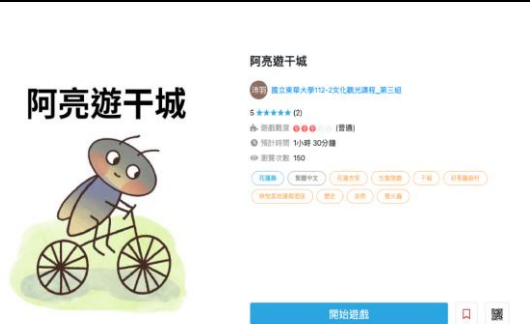 阿亮遊干城
阿亮遊干城
國立東華大學112-2文化觀光課程_第三組
5 ★★★★★ (2)
遊戲難度 (普通)
預計時間 1小時 30分鐘
瀏覽次數 150
花蓮縣 繁體中文
干城
歷史
開始遊戲